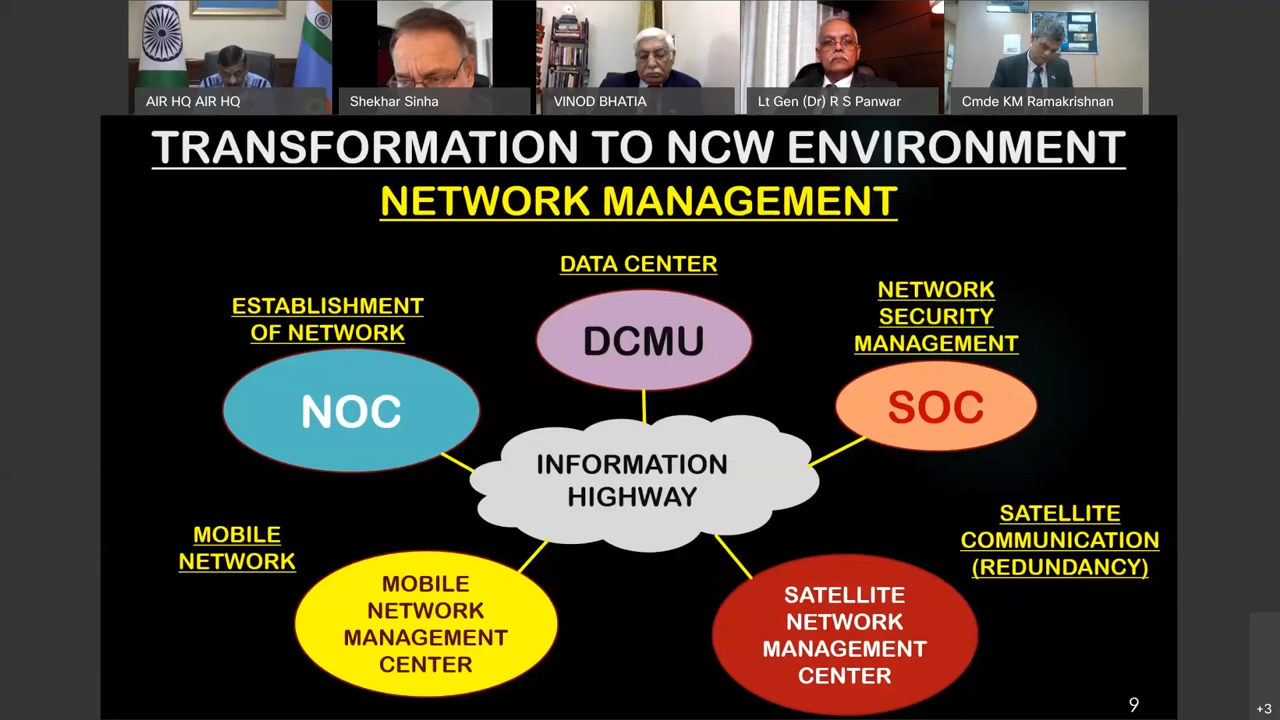 AIR HQ AIR HQ
Shekhar Sinha
VINOD BHATIA
Lt Gen (Dr) R S Panwar
Cmde KM Ramakrishnan
TRANSFORMATION TO NCW ENVIRONMENT
NETWORK MANAGEMENT
DATA CENTER
DCMU
ESTABLISHMENT
OF NETWORK
NOC
NETWORK
SECURITY
MANAGEMENT
SOC
INFORMATION
HIGHWAY
MOBILE
NETWORK
MOBILE
NETWORK
MANAGEMENT
CENTER
SATELLITE
NETWORK
MANAGEMENT
CENTER
SATELLITE
COMMUNICATION
(REDUNDANCY)
9
+3